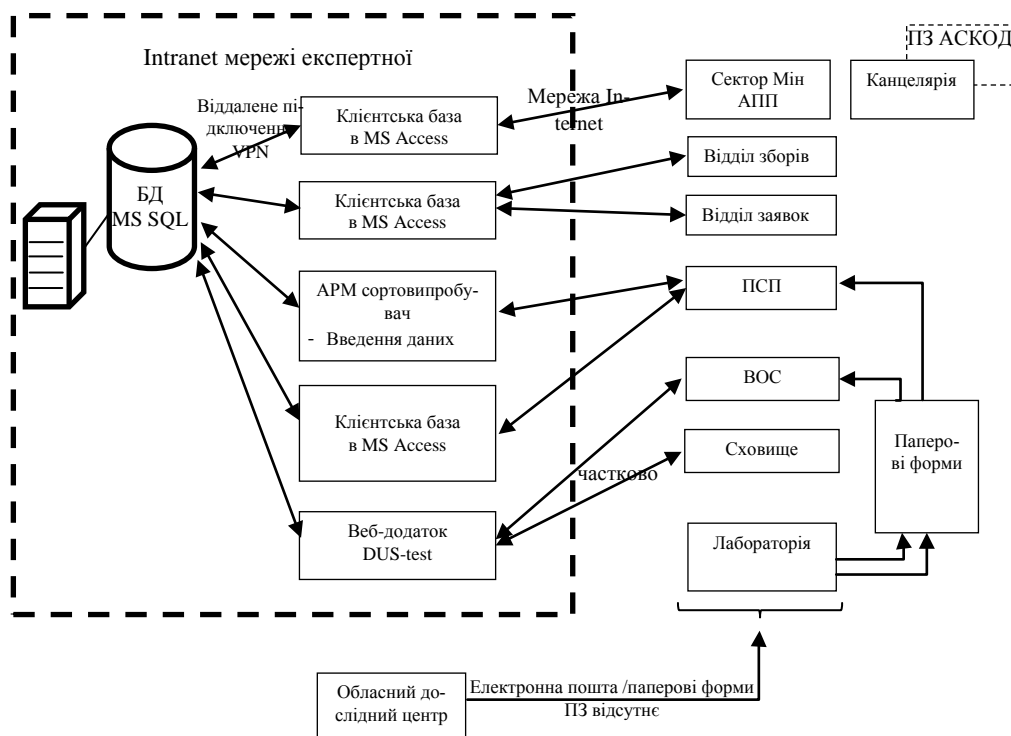 ПЗ АСКОД
Intranet мережі експертної
Сектор Мін
АПП
Канцелярія
Мережа In-
ternet
Віддалене пі-
дключення
VPN
Клієнтська база
в MS Access
Відділ зборів
БД
MS SQL
Клієнтська база
в MS Access
Відділ заявок
АРМ сортовипробу-
вач
- Введення даних
ПСП
ВОС
Клієнтська база
в MS Access
Паперо-
ві форми
Сховище
частково
Веб-додаток
DUS-test
Лабораторія
Обласний до-
слідний центр
Електронна пошта /паперові форми
ПЗ відсутнє